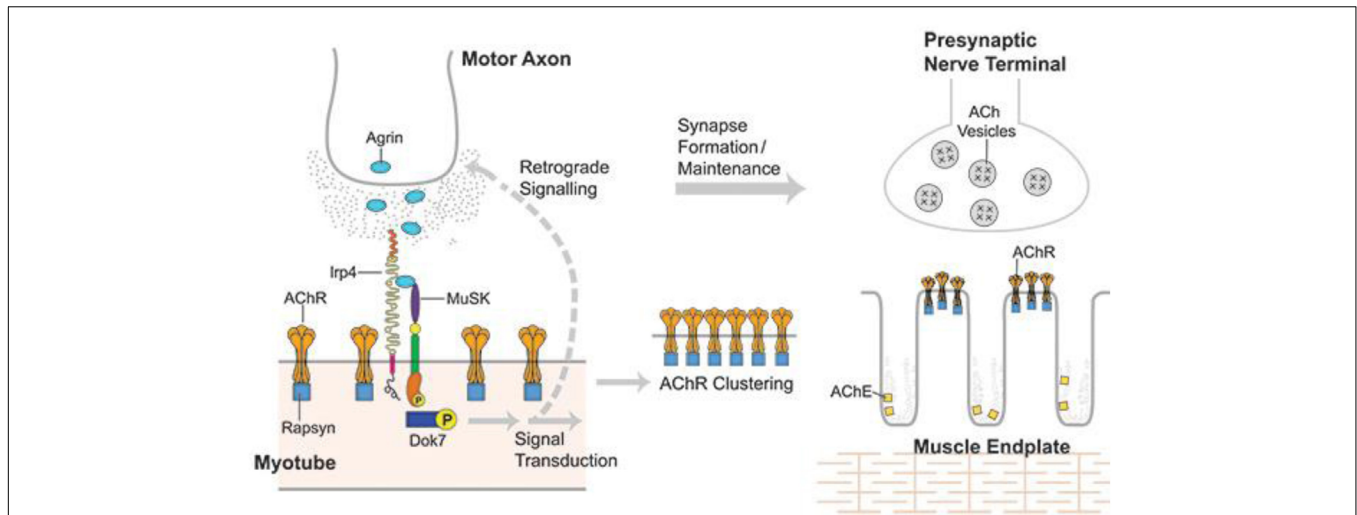 Motor Axon
Agrin
Retrograde
Signalling
lrp4
AChR
MuSK
Rapsyn
P
P
Dok7
Signal
Transduction
Myotube
Synapse
Formation/
Maintenance
AChR Clustering
Presynaptic
Nerve Terminal
ACh
Vesicles
AChR
AChE
Muscle Endplate